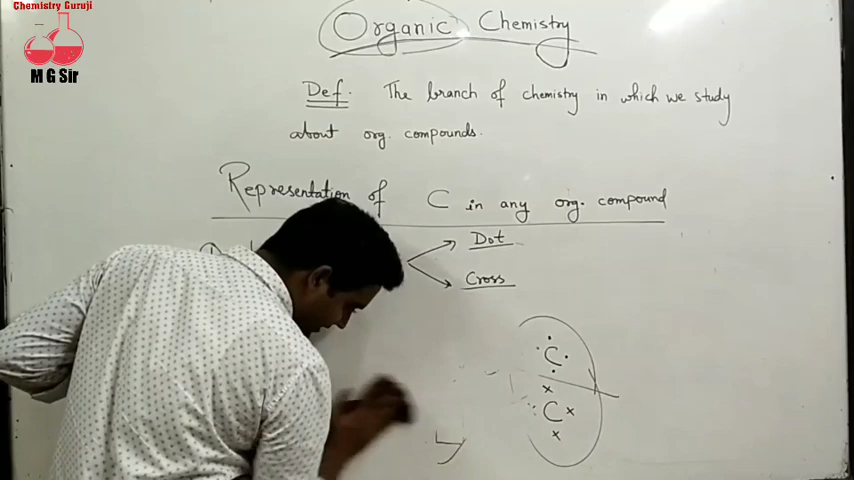 Chemistry Guruji
M G Sir
Organic Chemistry
Def. The branch of chemistry in which we study
about org. compounds.
Representation of C in any org. compound
Dot
Cross
C
C